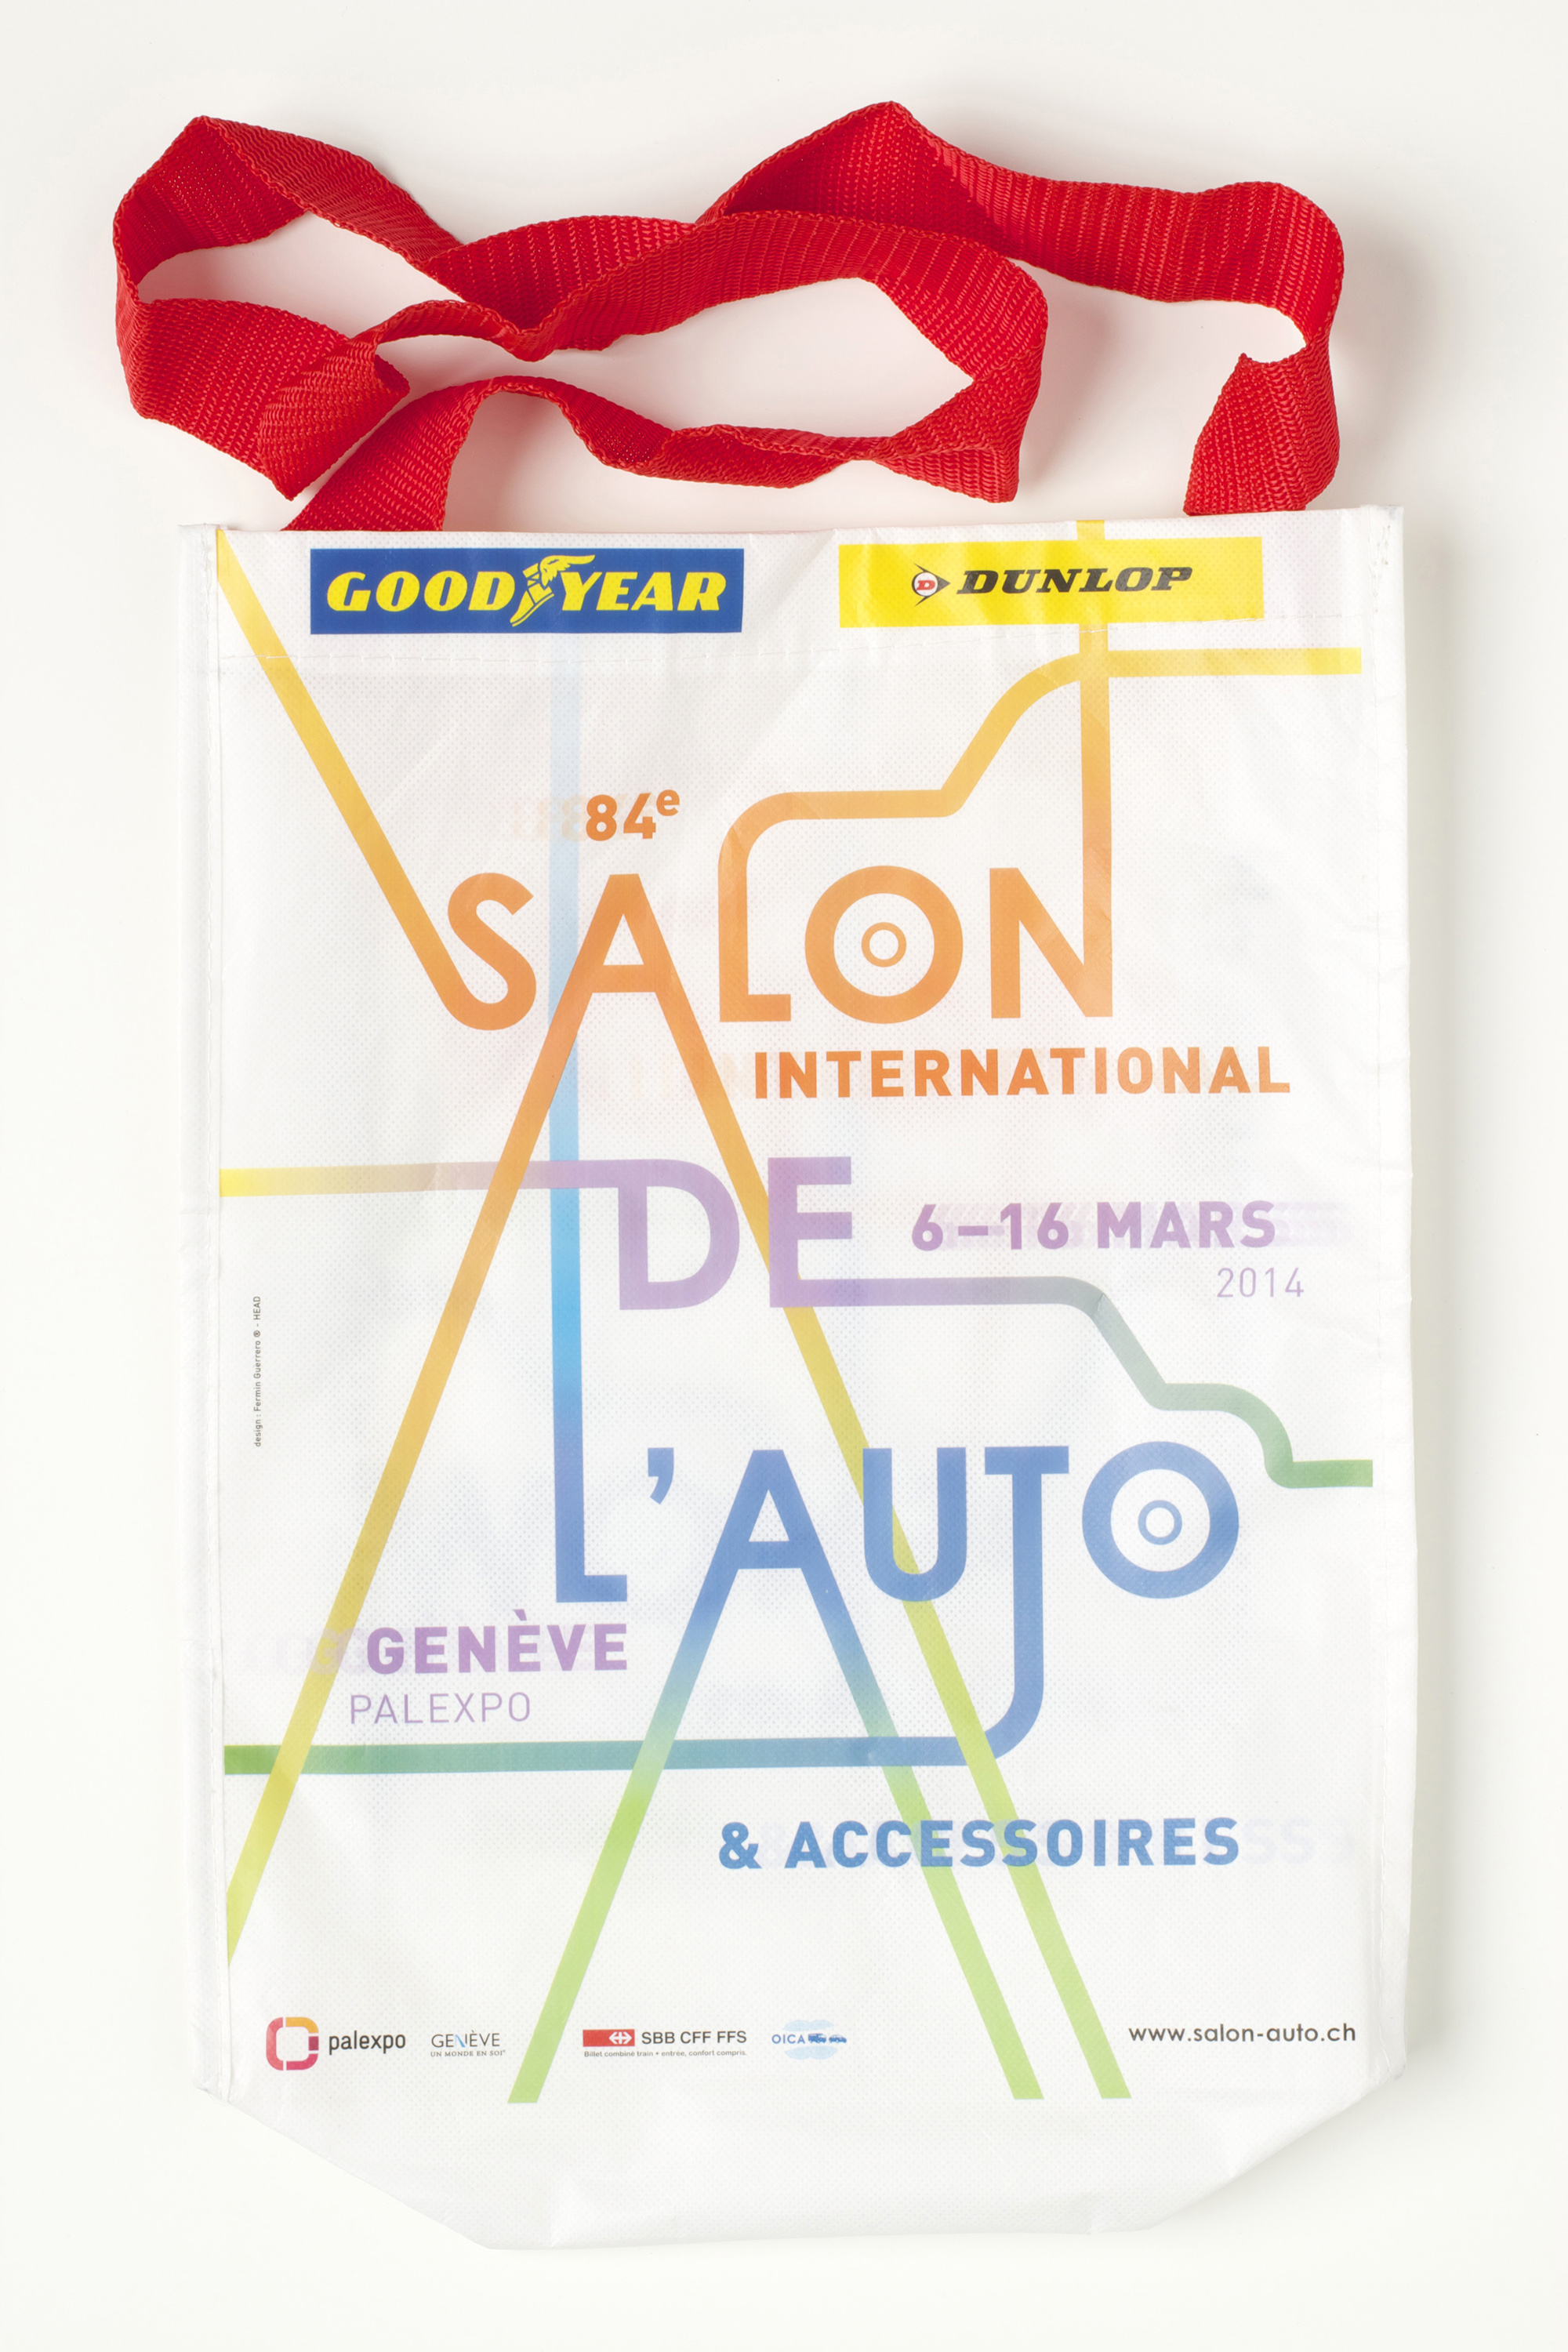 GOODYEAR
D DUNLOP
84e
SALON
INTERNATIONAL
DE
6–16 MARS
2014
design : Fermin Guerrero ® - HEAD
L'AUTO
GENÈVE
PALEXPO
& ACCESSOIRES
palexpo
GENÈVE
UN MONDE EN SOI
SBB CFF FFS
Billet combiné train + entrée, confort compris.
OICA
www.salon-auto.ch